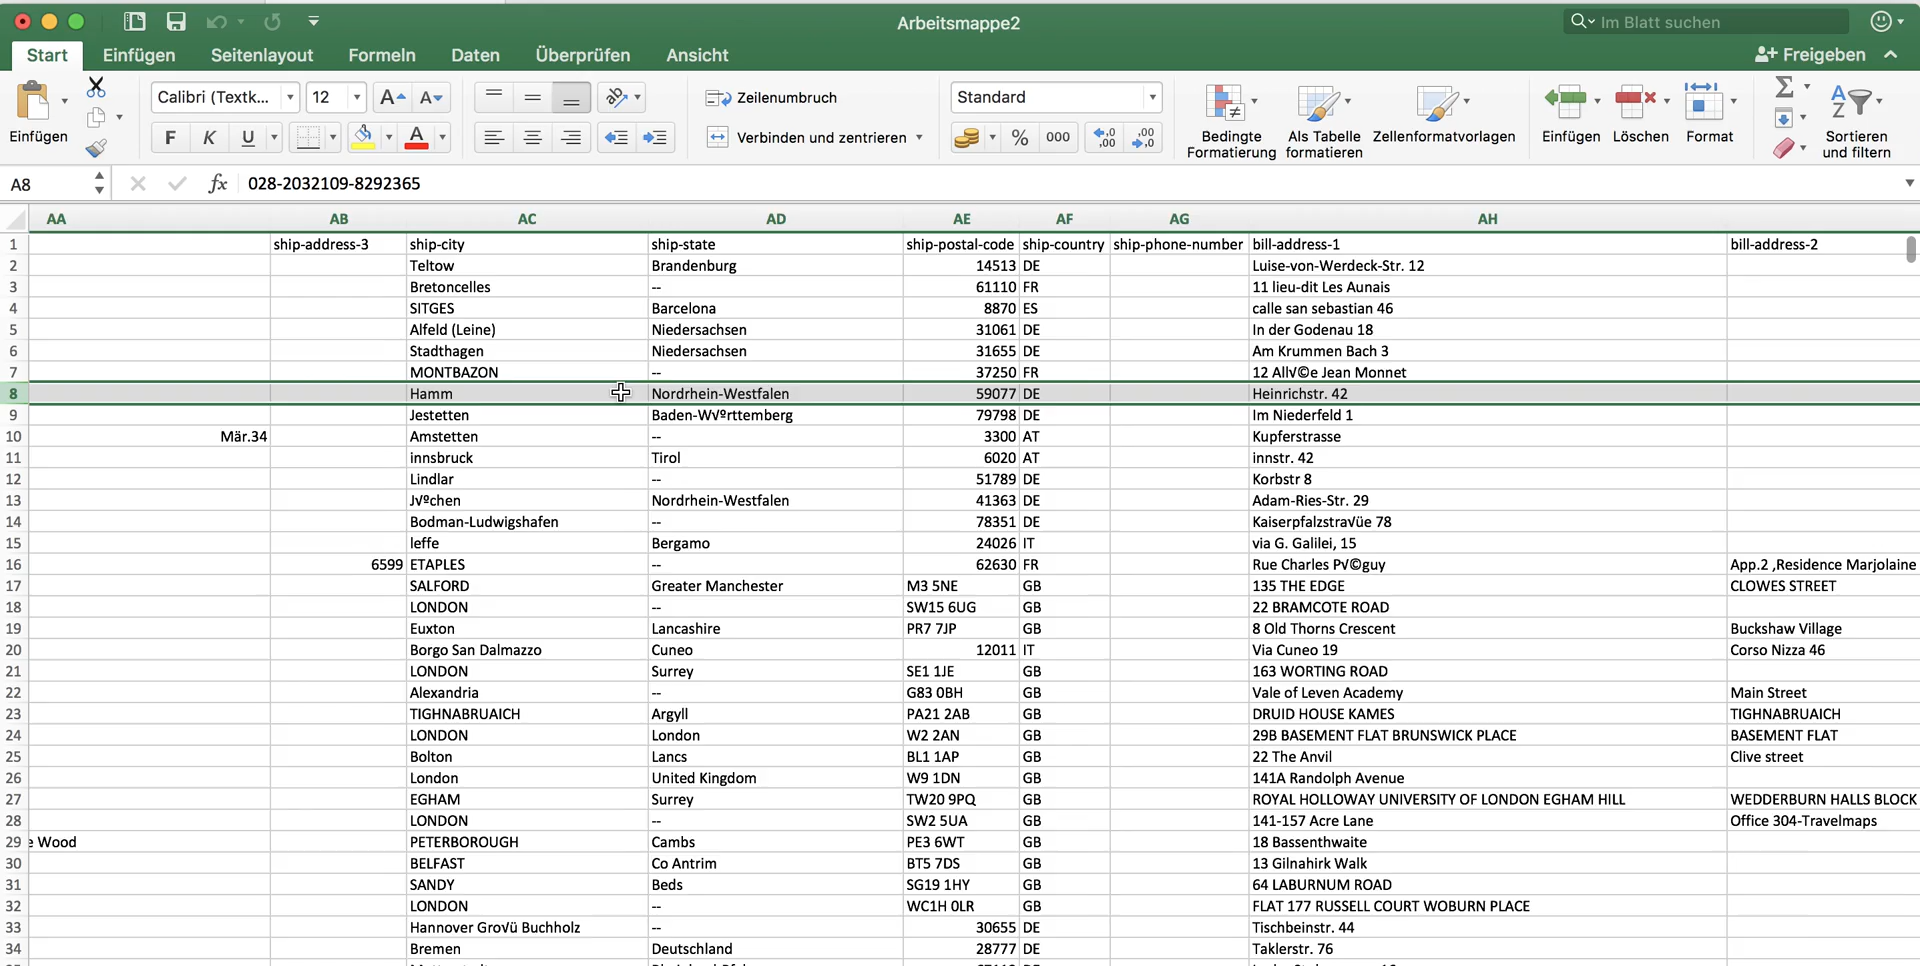 Arbeitsmappe2
Im Blatt suchen
Start Einfügen Seitenlayout Formeln Daten Überprüfen Ansicht Freigeben
Einfügen
Calibri (Textk... 12 A A
F K U A
Zeilenumbruch
Verbinden und zentrieren
Standard
% 000 ,00 ,00
Bedingte Formatierung
Als Tabelle formatieren
Zellenformatvorlagen
Einfügen Löschen Format
Sortieren und filtern
A8 fx 028-2032109-8292365
AA AB AC AD AE AF AG AH
1 ship-address-3 ship-city ship-state ship-postal-code ship-country ship-phone-number bill-address-1 bill-address-2
2 Teltow Brandenburg 14513 DE Luise-von-Werdeck-Str. 12
3 Bretoncelles -- 61110 FR 11 lieu-dit Les Aunais
4 SITGES Barcelona 8870 ES calle san sebastian 46
5 Alfeld (Leine) Niedersachsen 31061 DE In der Godenau 18
6 Stadthagen Niedersachsen 31655 DE Am Krummen Bach 3
7 MONTBAZON -- 37250 FR 12 All√©e Jean Monnet
8 Hamm Nordrhein-Westfalen 59077 DE Heinrichstr. 42
9 Jestetten Baden-W√ºrttemberg 79798 DE Im Niederfeld 1
10 Mär.34 Amstetten -- 3300 AT Kupferstrasse
11 innsbruck Tirol 6020 AT innstr. 42
12 Lindlar -- 51789 DE Korbstr 8
13 J√ºchen Nordrhein-Westfalen 41363 DE Adam-Ries-Str. 29
14 Bodman-Ludwigshafen -- 78351 DE Kaiserpfalzstra√üe 78
15 leffe Bergamo 24026 IT via G. Galilei, 15
16 6599 ETAPLES -- 62630 FR Rue Charles P√©guy App.2 ,Residence Marjolaine
17 SALFORD Greater Manchester M3 5NE GB 135 THE EDGE CLOWES STREET
18 LONDON -- SW15 6UG GB 22 BRAMCOTE ROAD
19 Euxton Lancashire PR7 7JP GB 8 Old Thorns Crescent Buckshaw Village
20 Borgo San Dalmazzo Cuneo 12011 IT Via Cuneo 19 Corso Nizza 46
21 LONDON Surrey SE1 1JE GB 163 WORTING ROAD
22 Alexandria -- G83 0BH GB Vale of Leven Academy Main Street
23 TIGHNABRUAICH Argyll PA21 2AB GB DRUID HOUSE KAMES TIGHNABRUAICH
24 LONDON London W2 2AN GB 29B BASEMENT FLAT BRUNSWICK PLACE BASEMENT FLAT
25 Bolton Lancs BL1 1AP GB 22 The Anvil Clive street
26 London United Kingdom W9 1DN GB 141A Randolph Avenue
27 EGHAM Surrey TW20 9PQ GB ROYAL HOLLOWAY UNIVERSITY OF LONDON EGHAM HILL WEDDERBURN HALLS BLOCK
28 LONDON -- SW2 5UA GB 141-157 Acre Lane Office 304-Travelmaps
29 e Wood PETERBOROUGH Cambs PE3 6WT GB 18 Bassenthwaite
30 BELFAST Co Antrim BT5 7DS GB 13 Gilnahirk Walk
31 SANDY Beds SG19 1HY GB 64 LABURNUM ROAD
32 LONDON -- WC1H 0LR GB FLAT 177 RUSSELL COURT WOBURN PLACE
33 Hannover Gro√ü Buchholz -- 30655 DE Tischbeinstr. 44
34 Bremen Deutschland 28777 DE Taklerstr. 76